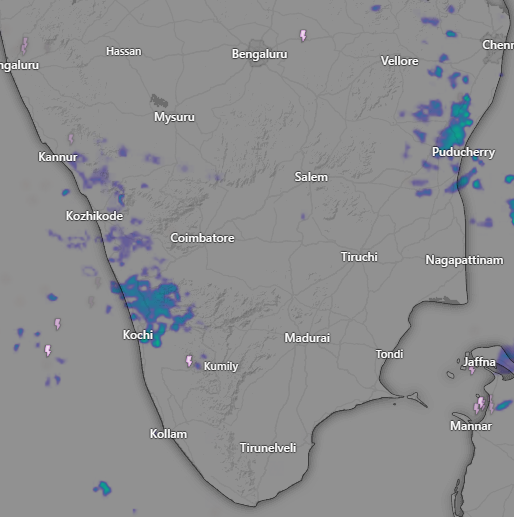 Hassan
Bengaluru
Chenn
ngaluru
Vellore
Mysuru
Kannur
Puducherry
Salem
Kozhikode
Coimbatore
Tiruchi
Nagapattinam
Kochi
Madurai
Tondi
Jaffna
Kumily
Mannar
Kollam
Tirunelveli